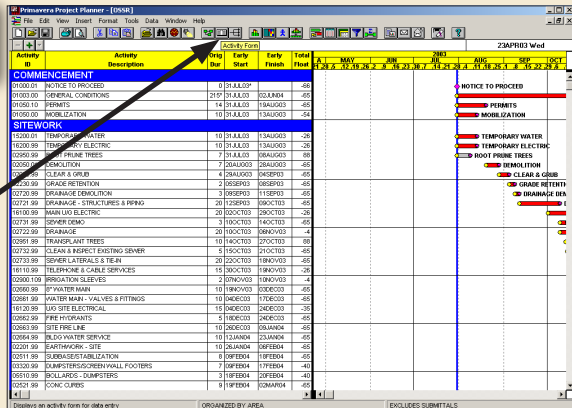 Primavera Project Planner - [OSSR]
File Edit View Insert Format Tools Data Window Help
Activity Form
23APR03 Wed
Activity ID Activity Description Orig Dur Early Start Early Finish Total Float
2003
A MAY JUN JUL AUG SEP OCT
COMMENCEMENT
01000.01 NOTICE TO PROCEED 0 31JUL03* -66 NOTICE TO PROCEED
01000.03 GENERAL CONDITIONS 215* 31JUL03 02JUN04 -65
01050.10 PERMITS 14 31JUL03 19AUG03 -65 PERMITS
01050.00 MOBILIZATION 10 31JUL03 13AUG03 -54 MOBILIZATION
SITEWORK
15200.01 TEMPORARY WATER 10 31JUL03 13AUG03 -26 TEMPORARY WATER
16200.99 TEMPORARY ELECTRIC 10 31JUL03 13AUG03 -26 TEMPORARY ELECTRIC
02950.99 ROOT PRUNE TREES 7 31JUL03 08AUG03 88 ROOT PRUNE TREES
DEMOLITION 7 20AUG03 28AUG03 -65 DEMOLITION
CLEAR & GRUB 4 29AUG03 04SEP03 -65 CLEAR & GRUB
02230.99 GRADE RETENTION 2 05SEP03 08SEP03 -65 GRADE RETENTI
02720.99 DRAINAGE DEMOLITION 3 09SEP03 11SEP03 -65 DRAINAGE DEM
02721.99 DRAINAGE - STRUCTURES & PIPING 20 12SEP03 09OCT03 -65
16100.99 MAIN U/G ELECTRIC 20 02OCT03 29OCT03 -26
02731.99 SEWER DEMO 3 10OCT03 14OCT03 -65
02722.99 DRAINAGE 20 10OCT03 06NOV03 -4
02951.99 TRANSPLANT TREES 10 14OCT03 27OCT03 88
02732.99 CLEAN & INSPECT EXISTING SEWER 5 15OCT03 21OCT03 -65
02733.99 SEWER LATERALS & TIE-IN 20 22OCT03 18NOV03 -65
16110.99 TELEPHONE & CABLE SERVICES 15 30OCT03 19NOV03 -26
02900.109 IRRIGATION SLEEVES 2 07NOV03 10NOV03 -4
02660.99 8" WATER MAIN 10 19NOV03 03DEC03 -65
02661.99 WATER MAIN - VALVES & FITTINGS 10 04DEC03 17DEC03 -65
16120.99 U/G SITE ELECTRICAL 15 04DEC03 24DEC03 -35
02662.99 FIRE HYDRANTS 5 18DEC03 24DEC03 -35
02663.99 SITE FIRE LINE 10 26DEC03 09JAN04 -65
02664.99 BLDG WATER SERVICE 10 12JAN04 23JAN04 -65
02201.99 EARTHWORK - SITE 10 26JAN04 06FEB04 -65
02511.99 SUBBASE/STABILIZATION 8 09FEB04 18FEB04 -65
03320.99 DUMPSTERS/SCREEN WALL FOOTERS 7 09FEB04 17FEB04 -40
05510.99 BOLLARDS - DUMPSTERS 3 18FEB04 20FEB04 -40
02521.99 CONC CURBS 9 19FEB04 02MAR04 -65
Displays an activity form for data entry ORGANIZED BY AREA EXCLUDES SUBMITTALS